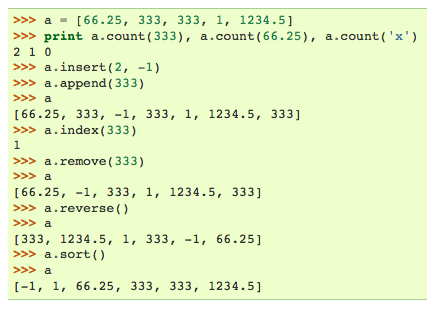 >>> a = [66.25, 333, 333, 1, 1234.5]
>>> print a.count(333), a.count(66.25), a.count('x')
2 1 0
>>> a.insert(2, -1)
>>> a.append(333)
>>> a
[66.25, 333, -1, 333, 1, 1234.5, 333]
>>> a.index(333)
1
>>> a.remove(333)
>>> a
[66.25, -1, 333, 1, 1234.5, 333]
>>> a.reverse()
>>> a
[333, 1234.5, 1, 333, -1, 66.25]
>>> a.sort()
>>> a
[-1, 1, 66.25, 333, 333, 1234.5]